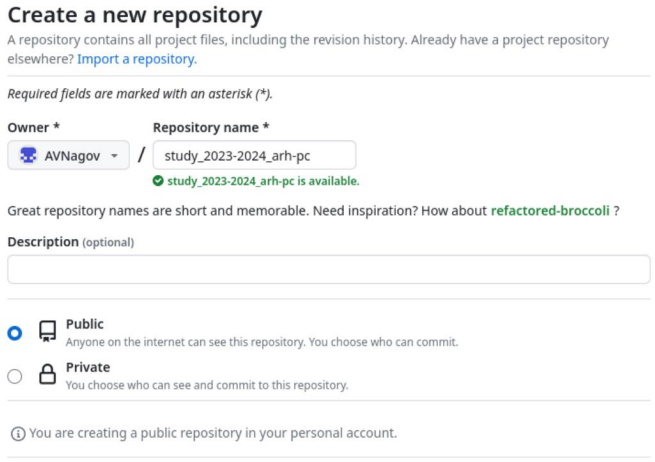 Create a new repository
A repository contains all project files, including the revision history. Already have a project repository
elsewhere? Import a repository.
Required fields are marked with an asterisk (*).
Owner * Repository name *
AVNagov / study_2023-2024_arh-pc
study_2023-2024_arh-pc is available.
Great repository names are short and memorable. Need inspiration? How about refactored-broccoli ?
Description (optional)
Public
Anyone on the internet can see this repository. You choose who can commit.
Private
You choose who can see and commit to this repository.
You are creating a public repository in your personal account.